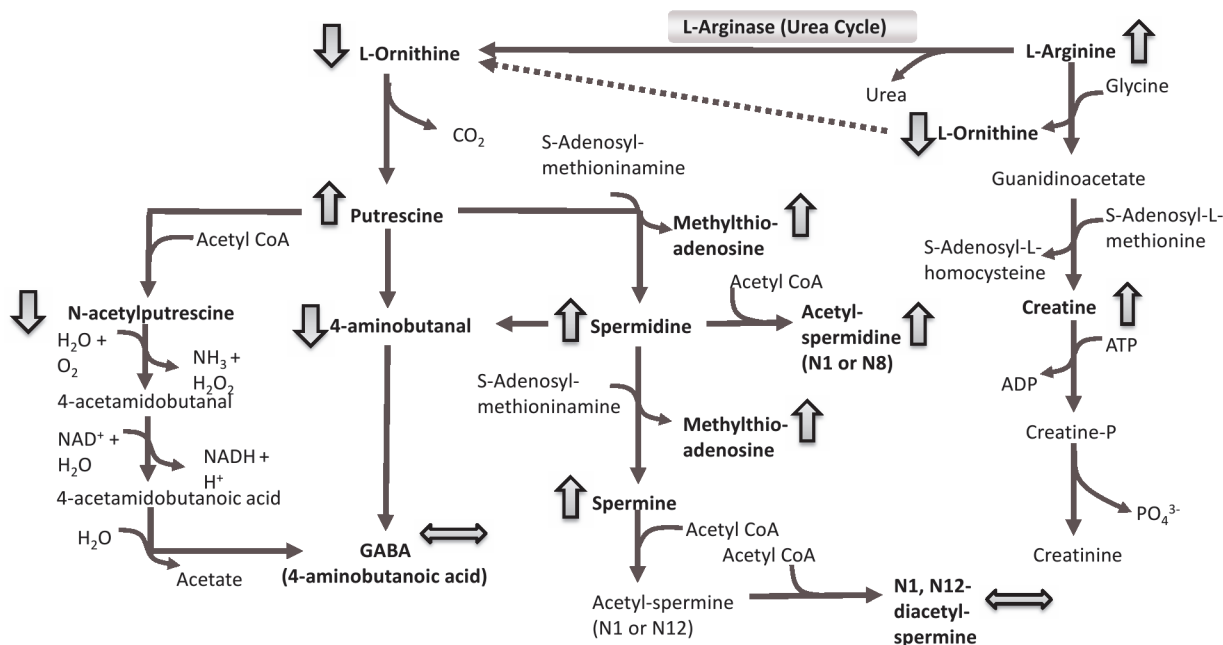 L-Arginase (Urea Cycle)
L-Ornithine
L-Arginine
Urea
Glycine
CO₂
L-Ornithine
S-Adenosyl-
methioninamine
Guanidinoacetate
Putrescine
Methylthio-
adenosine
S-Adenosyl-L-
methionine
Acetyl CoA
S-Adenosyl-L-
homocysteine
Acetyl CoA
N-acetylputrescine
4-aminobutanal
Spermidine
Acetyl-
spermidine
(N1 or N8)
Creatine
H₂O +
O₂
NH₃ +
H₂O₂
ATP
ADP
4-acetamidobutanal
S-Adenosyl-
methioninamine
Methylthio-
adenosine
Creatine-P
NAD⁺ +
H₂O
NADH +
H⁺
4-acetamidobutanoic acid
Spermine
PO₄³⁻
H₂O
Acetate
GABA
(4-aminobutanoic acid)
Acetyl CoA
Acetyl CoA
Creatinine
Acetyl-spermine
(N1 or N12)
N1, N12-
diacetyl-
spermine